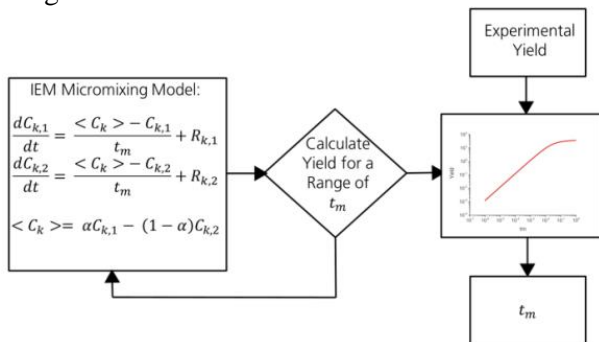 IEM Micromixing Model:
dC_{k,1}/dt = (< C_k > − C_{k,1})/t_m + R_{k,1}
dC_{k,2}/dt = (< C_k > − C_{k,2})/t_m + R_{k,2}
< C_k >= αC_{k,1} − (1 − α)C_{k,2}
Calculate
Yield for a
Range of
t_m
Experimental
Yield
Yield
t_m